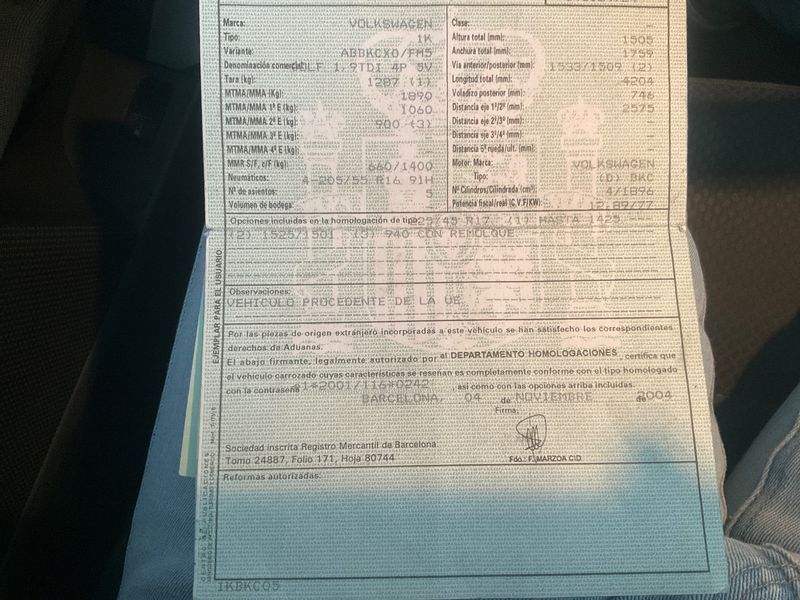 Marca: VOLKSWAGEN
Tipo: 1K
Variante: ABBKCX0/FM5
Denominación comercial: GOLF 1.9TDI 4P 5V
Tara (kg): 1287 (1)
MTMA/MMA (Kg): 1890
MTMA/MMA 1º E (kg): 1060
MTMA/MMA 2º E (kg): 900 (3)
MTMA/MMA 3º E (kg): –
MTMA/MMA 4º E (kg): –
MMR S/F, c/F (kg): 660/1400
Neumáticos: 4-205/55 R16 91H
Nº de asientos: 5
Volumen de bodega: –
Clase: –
Altura total (mm): 1505
Anchura total (mm): 1759
Vía anterior/posterior (mm): 1533/1509 (2)
Longitud total (mm): 4204
Voladizo posterior (mm): 746
Distancia eje 1º/2º (mm): 2575
Distancia eje 2º/3º (mm): –
Distancia eje 3º/4º (mm): –
Distancia 5ª rueda/ult. (mm): –
Motor: Marca: VOLKSWAGEN
Tipo: (D) BKC
Nº Cilindros/Cilindrada (cm³): 4/1896
Potencia fiscal/real (C.V.F/KW): 12,89/77
Opciones incluidas en la homologación de tipo: 225/45 R17 (1) HASTA 1425
(2) 1525/1501 (3) 940 CON REMOLQUE
Observaciones:
VEHICULO PROCEDENTE DE LA UE
Por las piezas de origen extranjero incorporadas a este vehículo se han satisfecho los correspondientes
derechos de Aduanas.
El abajo firmante, legalmente autorizado por el DEPARTAMENTO HOMOLOGACIONES certifica que
el vehículo carrozado cuyas características se reseñan es completamente conforme con el tipo homologado
con la contraseña e1*2001/116*0242 así como con las opciones arriba incluidas.
BARCELONA, 04 de NOVIEMBRE de 2004
Firma:
Fdo.: F. MARZOA CID
Sociedad inscrita Registro Mercantil de Barcelona
Tomo 24887, Folio 171, Hoja 80744
Reformas autorizadas:
EJEMPLAR PARA EL USUARIO
1KBKCQ5